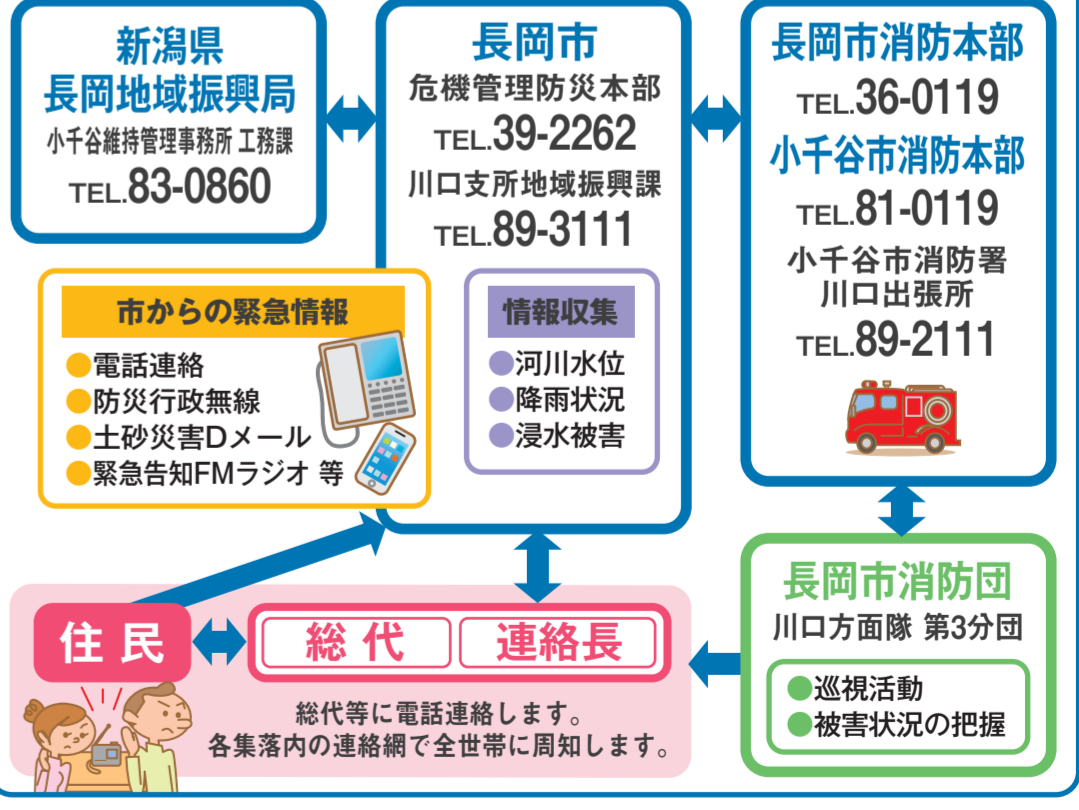 新潟県
長岡地域振興局
小千谷維持管理事務所 工務課
TEL.83-0860
長岡市
危機管理防災本部
TEL.39-2262
川口支所地域振興課
TEL.89-3111
長岡市消防本部
TEL.36-0119
小千谷市消防本部
TEL.81-0119
小千谷市消防署
川口出張所
TEL.89-2111
市からの緊急情報
●電話連絡
●防災行政無線
●土砂災害Dメール
●緊急告知FMラジオ 等
情報収集
●河川水位
●降雨状況
●浸水被害
長岡市消防団
川口方面隊 第3分団
●巡視活動
●被害状況の把握
住 民
総 代
連絡長
総代等に電話連絡します。
各集落内の連絡網で全世帯に周知します。